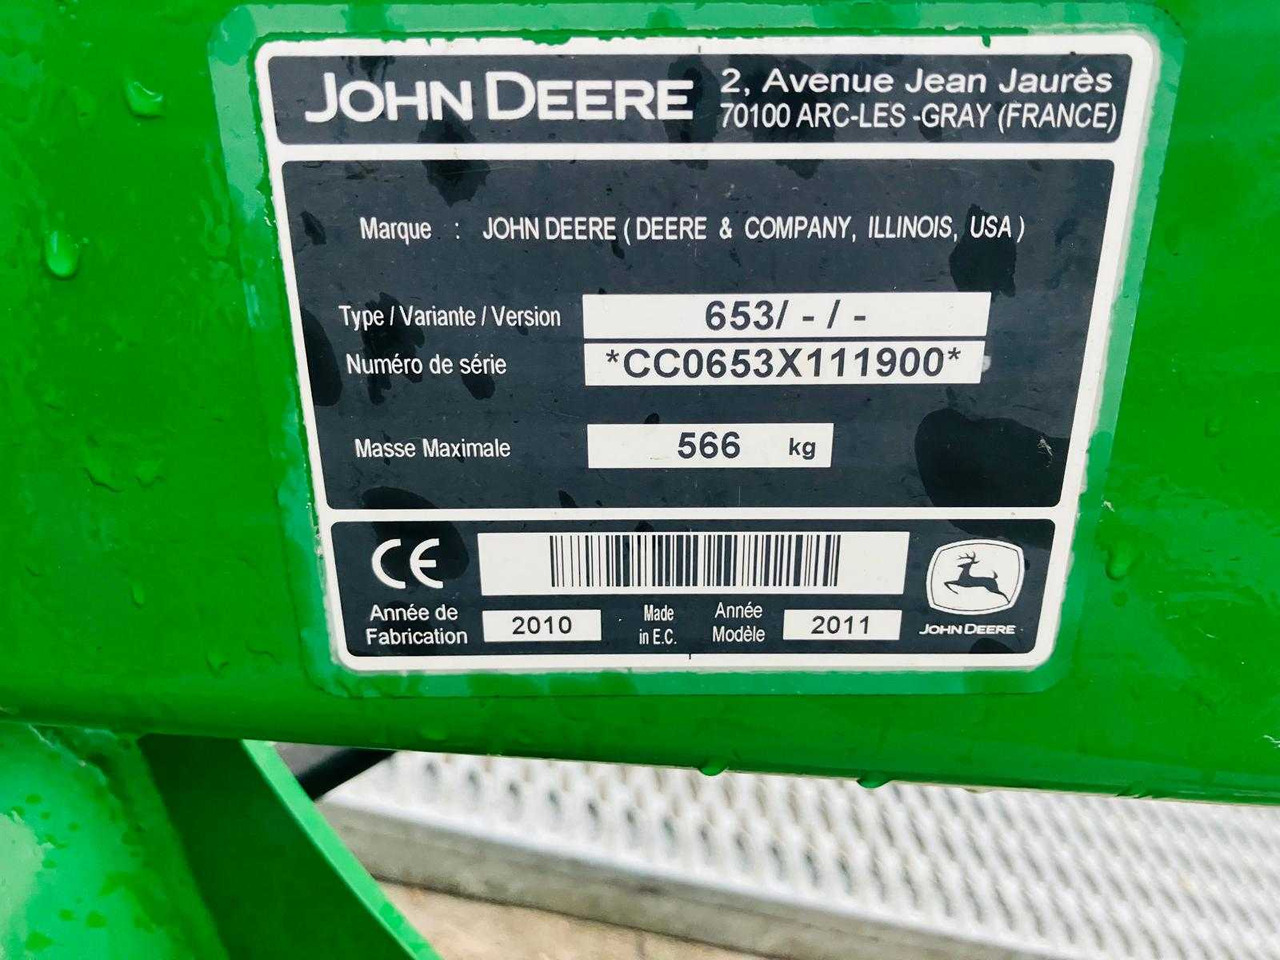 JOHN DEERE
2, Avenue Jean Jaurès
70100 ARC-LES -GRAY (FRANCE)
Marque : JOHN DEERE ( DEERE & COMPANY, ILLINOIS, USA )
Type / Variante / Version 653/ - / -
Numéro de série *CC0653X111900*
Masse Maximale 566 kg
CE
Année de Fabrication 2010
Made in E.C.
Année Modèle 2011
JOHN DEERE